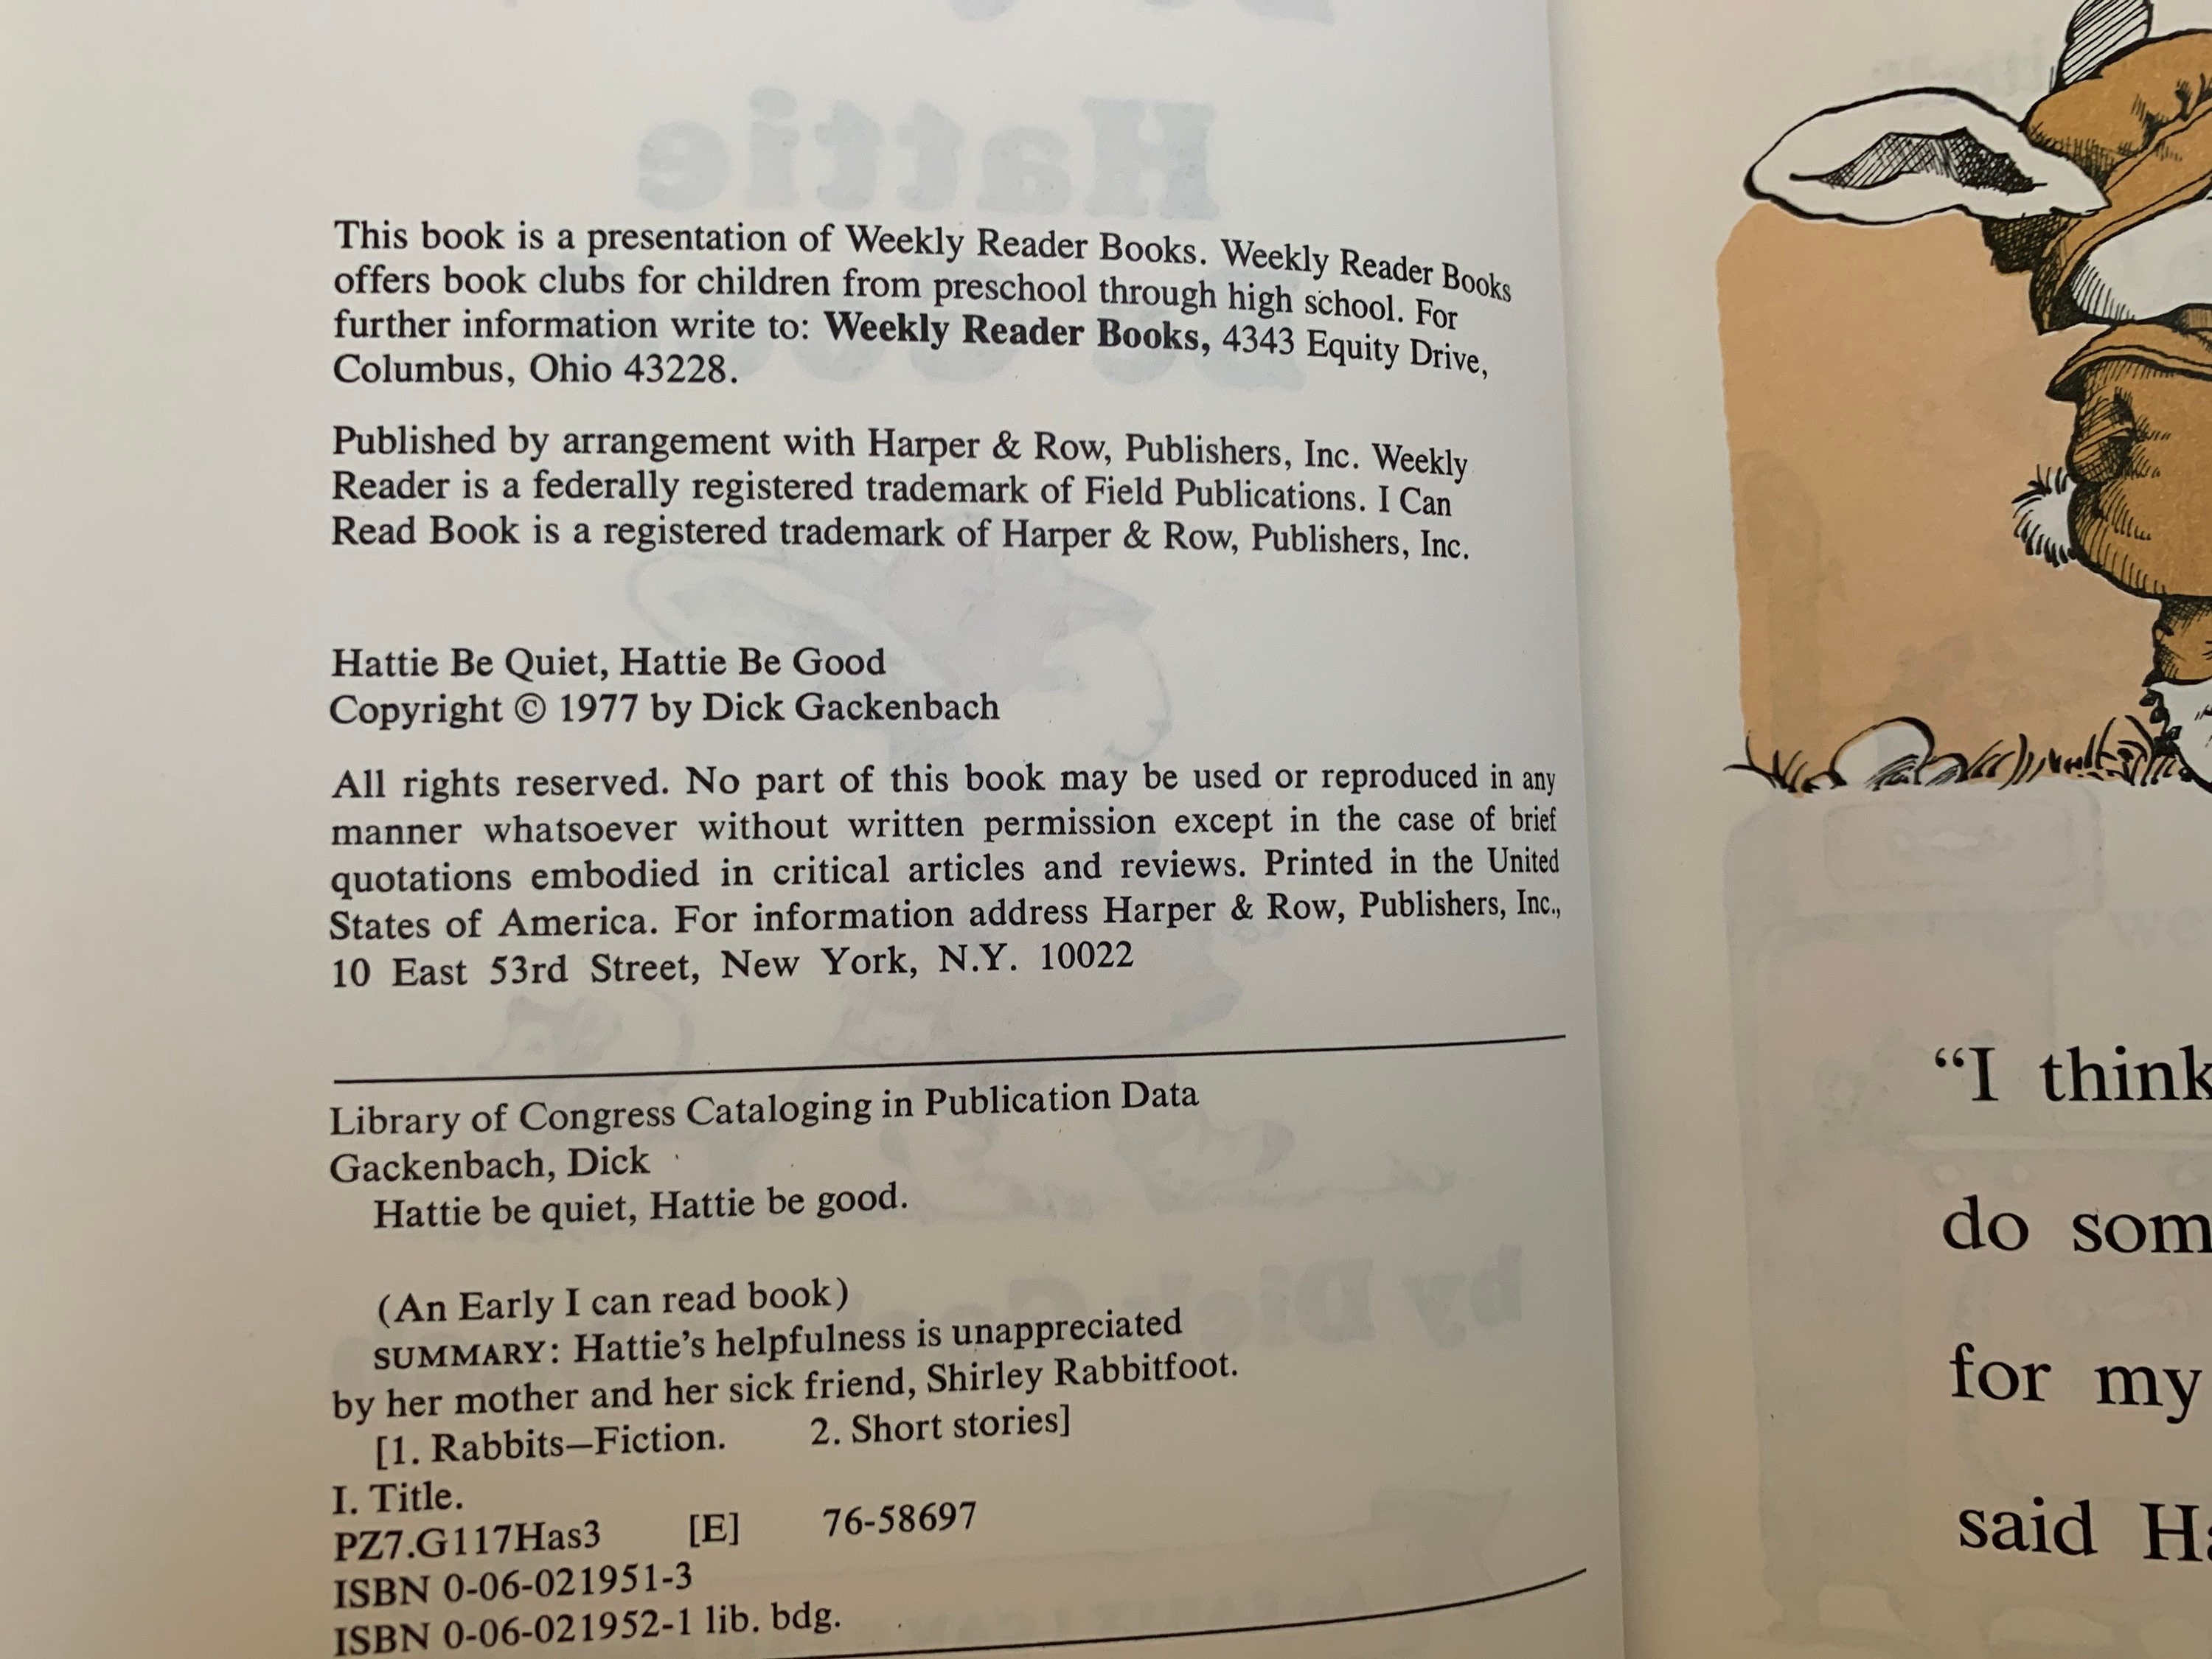 This book is a presentation of Weekly Reader Books. Weekly Reader Books
offers book clubs for children from preschool through high school. For
further information write to: Weekly Reader Books, 4343 Equity Drive,
Columbus, Ohio 43228.
Published by arrangement with Harper & Row, Publishers, Inc. Weekly
Reader is a federally registered trademark of Field Publications. I Can
Read Book is a registered trademark of Harper & Row, Publishers, Inc.
Hattie Be Quiet, Hattie Be Good
Copyright © 1977 by Dick Gackenbach
All rights reserved. No part of this book may be used or reproduced in any
manner whatsoever without written permission except in the case of brief
quotations embodied in critical articles and reviews. Printed in the United
States of America. For information address Harper & Row, Publishers, Inc.,
10 East 53rd Street, New York, N.Y. 10022
Library of Congress Cataloging in Publication Data
Gackenbach, Dick
Hattie be quiet, Hattie be good.
(An Early I can read book)
SUMMARY: Hattie's helpfulness is unappreciated
by her mother and her sick friend, Shirley Rabbitfoot.
[1. Rabbits—Fiction. 2. Short stories]
I. Title.
PZ7.G117Has3 [E] 76-58697
ISBN 0-06-021951-3
ISBN 0-06-021952-1 lib. bdg.
"I think
do som
for my
said Ha